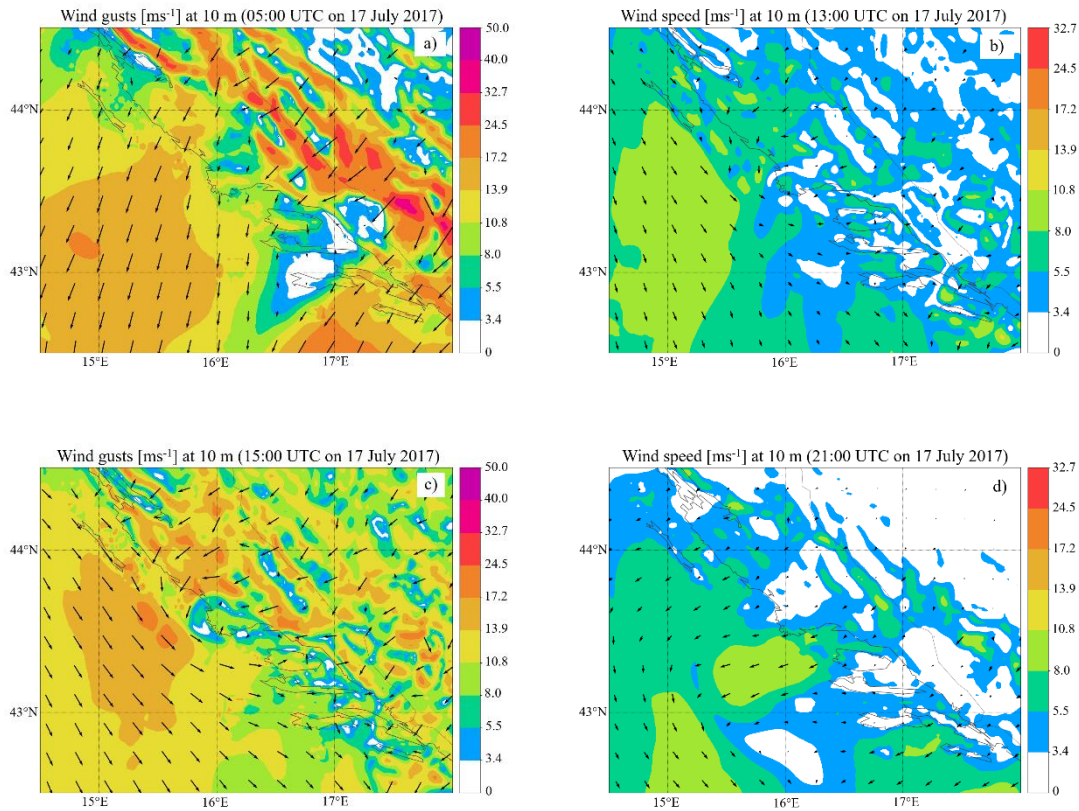 Wind gusts [ms⁻¹] at 10 m (05:00 UTC on 17 July 2017)
a)
44°N
43°N
15°E
16°E
17°E
50.0
40.0
32.7
24.5
17.2
13.9
10.8
8.0
5.5
3.4
0
Wind speed [ms⁻¹] at 10 m (13:00 UTC on 17 July 2017)
b)
44°N
43°N
15°E
16°E
17°E
32.7
24.5
17.2
13.9
10.8
8.0
5.5
3.4
0
Wind gusts [ms⁻¹] at 10 m (15:00 UTC on 17 July 2017)
c)
44°N
43°N
15°E
16°E
17°E
50.0
40.0
32.7
24.5
17.2
13.9
10.8
8.0
5.5
3.4
0
Wind speed [ms⁻¹] at 10 m (21:00 UTC on 17 July 2017)
d)
44°N
43°N
15°E
16°E
17°E
32.7
24.5
17.2
13.9
10.8
8.0
5.5
3.4
0